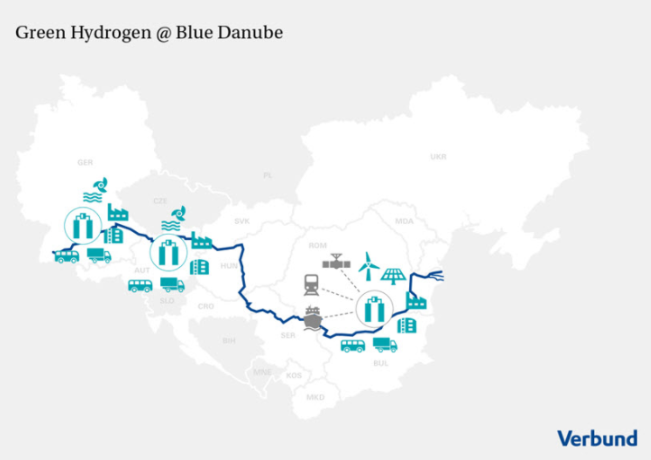 Green Hydrogen @ Blue Danube
GER
PL
UKR
CZE
SVK
MDA
AUT
HUN
ROM
SLO
CRO
BIH
SER
BUL
MNE
KOS
MKD
Verbund